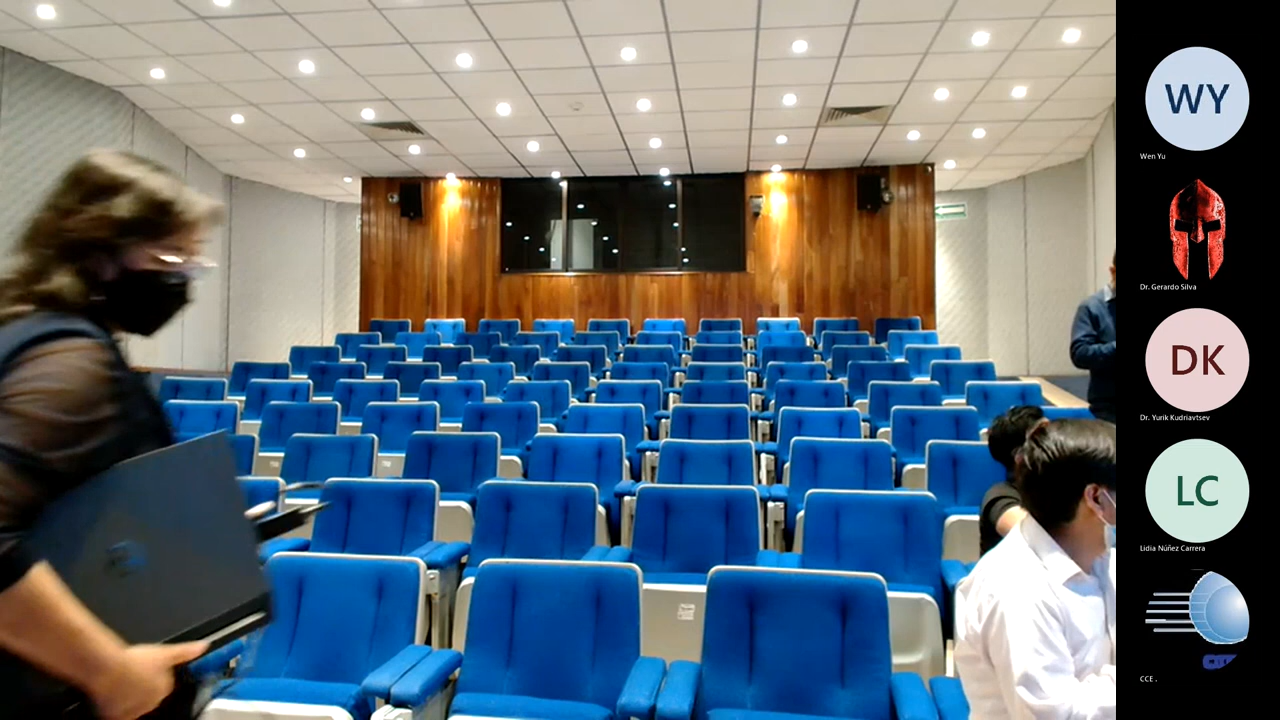 WY
Wen Yu
Dr. Gerardo Silva
DK
Dr. Yurik Kudriavtsev
LC
Lidia Núñez Carrera
CCE .